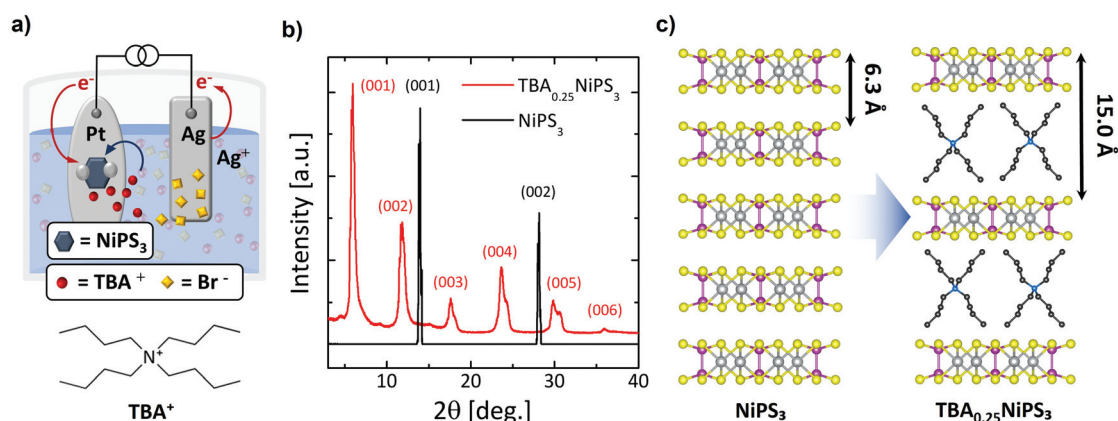 a)
e-
e-
Pt
Ag
Ag+
= NiPS3
= TBA+ = Br-
N+
TBA+
b)
Intensity [a.u.]
(001)
(001)
TBA0.25NiPS3
NiPS3
(002)
(002)
(003)
(004)
(005)
(006)
10
20
30
40
2θ [deg.]
c)
6.3 Å
15.0 Å
NiPS3
TBA0.25NiPS3